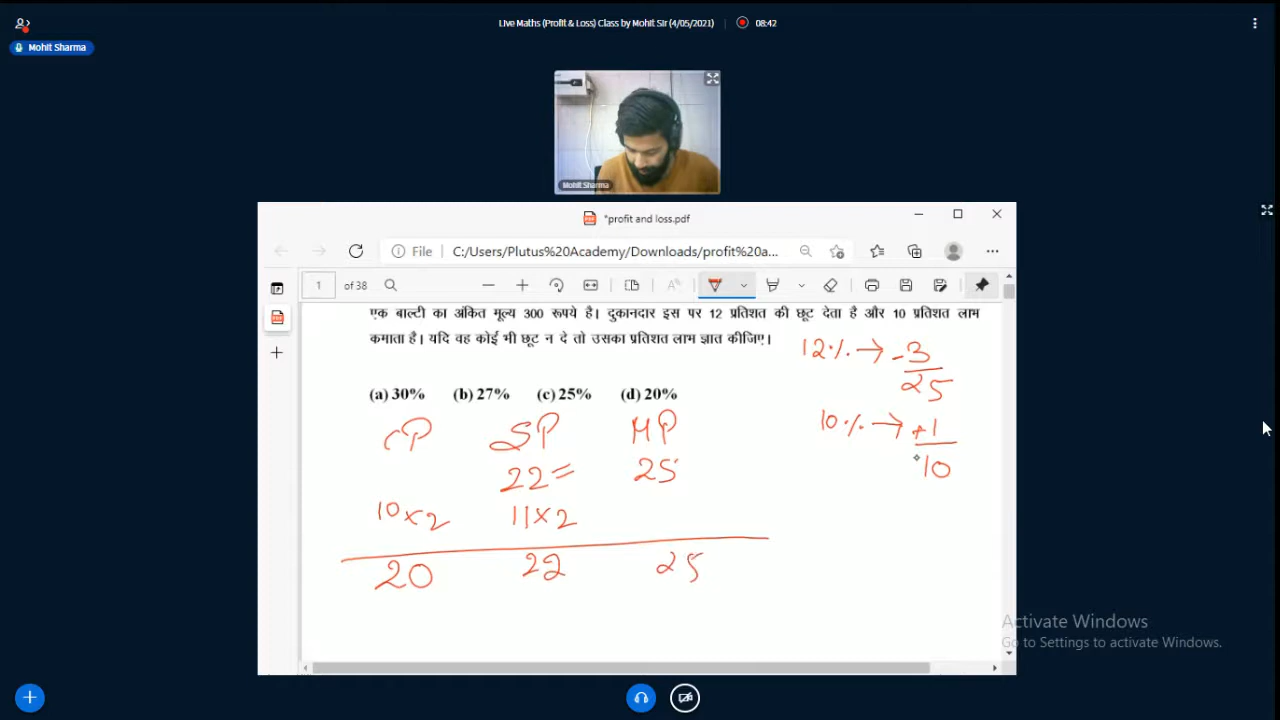 Live Maths (Profit & Loss) Class by Mohit Sir (4/05/2021) 08:42
Mohit Sharma
Mohit Sharma
*profit and loss.pdf
File C:/Users/Plutus%20Academy/Downloads/profit%20a...
1 of 38
एक बाल्टी का अंकित मूल्य 300 रूपये है। दुकानदार इस पर 12 प्रतिशत की छूट देता है और 10 प्रतिशत लाभ
कमाता है। यदि वह कोई भी छूट न दे तो उसका प्रतिशत लाभ ज्ञात कीजिए।
12% → -3/25
(a) 30% (b) 27% (c) 25% (d) 20%
10% → +1/10
CP SP MP
22= 25
10×2 11×2
20 22 25
Activate Windows
Go to Settings to activate Windows.